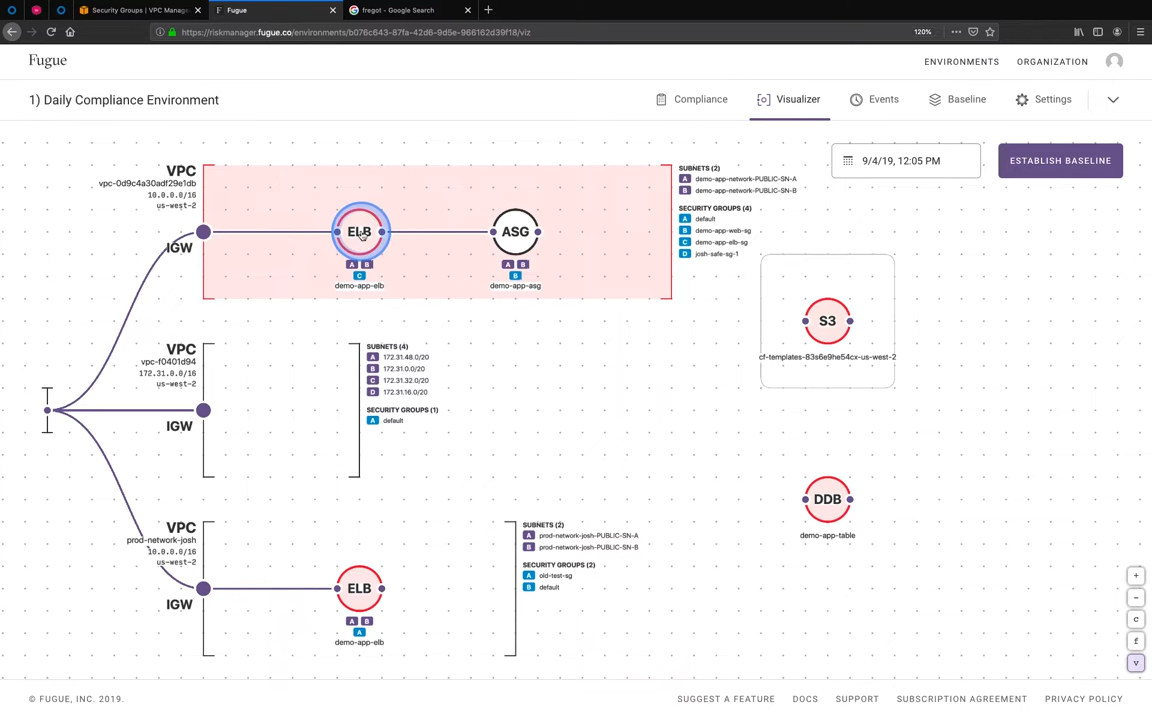 Security Groups | VPC Manag
Fugue
fregot - Google Search
https://riskmanager.fugue.co/environments/b076c643-87fa-42d6-9d5e-966162d39f18/viz
120%
Fugue
ENVIRONMENTS
ORGANIZATION
1) Daily Compliance Environment
Compliance
Visualizer
Events
Baseline
Settings
9/4/19, 12:05 PM
ESTABLISH BASELINE
VPC
vpc-0d9c4a30adf29e1db
10.0.0.0/16
us-west-2
IGW
ELB
A B
C
demo-app-elb
ASG
A B
B
demo-app-asg
SUBNETS (2)
A demo-app-network-PUBLIC-SN-A
B demo-app-network-PUBLIC-SN-B
SECURITY GROUPS (4)
A default
B demo-app-web-sg
C demo-app-elb-sg
D josh-safe-sg-1
S3
cf-templates-83s6e9he54cx-us-west-2
VPC
vpc-f0401d94
172.31.0.0/16
us-west-2
IGW
SUBNETS (4)
A 172.31.48.0/20
B 172.31.0.0/20
C 172.31.32.0/20
D 172.31.16.0/20
SECURITY GROUPS (1)
A default
DDB
demo-app-table
VPC
prod-network-josh
10.0.0.0/16
us-west-2
IGW
ELB
A B
A
demo-app-elb
SUBNETS (2)
A prod-network-josh-PUBLIC-SN-A
B prod-network-josh-PUBLIC-SN-B
SECURITY GROUPS (2)
A old-test-sg
B default
+
−
c
f
v
© FUGUE, INC. 2019.
SUGGEST A FEATURE
DOCS
SUPPORT
SUBSCRIPTION AGREEMENT
PRIVACY POLICY